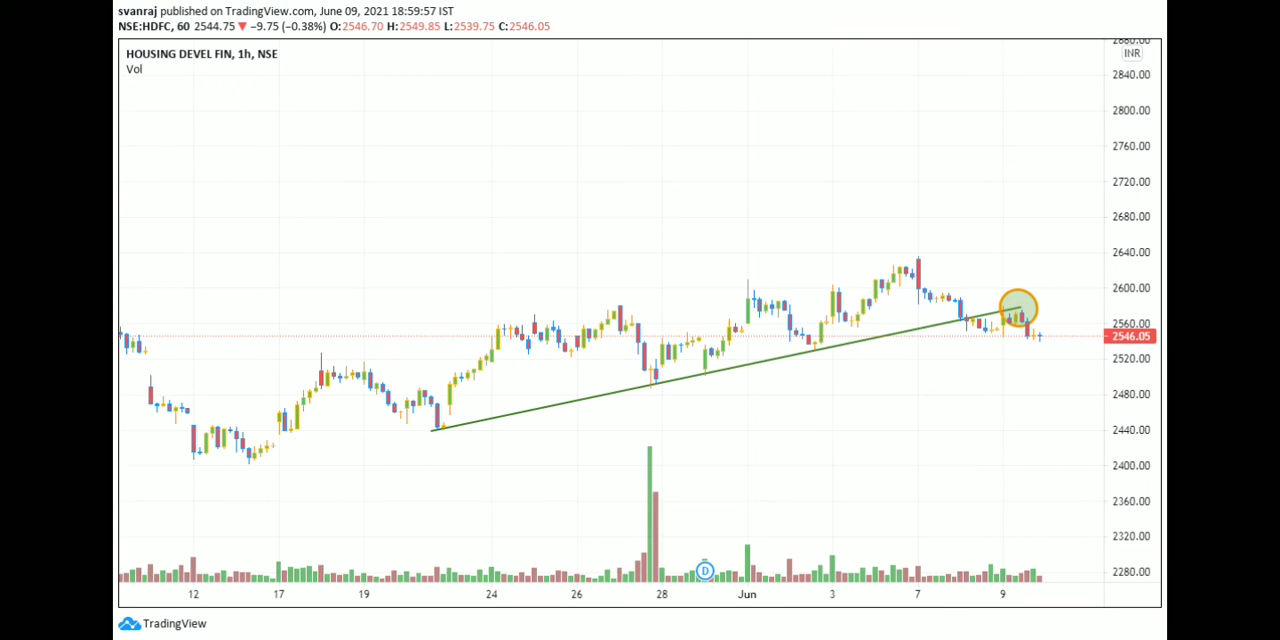 svanraj published on TradingView.com, June 09, 2021 18:59:57 IST
NSE:HDFC, 60 2544.75 ▼ −9.75 (−0.38%) O:2546.70 H:2549.85 L:2539.75 C:2546.05
HOUSING DEVEL FIN, 1h, NSE
Vol
2880.00
INR
2840.00
2800.00
2760.00
2720.00
2680.00
2640.00
2600.00
2560.00
2546.05
2520.00
2480.00
2440.00
2400.00
2360.00
2320.00
2280.00
D
12 17 19 24 26 28 Jun 3 7 9
TradingView